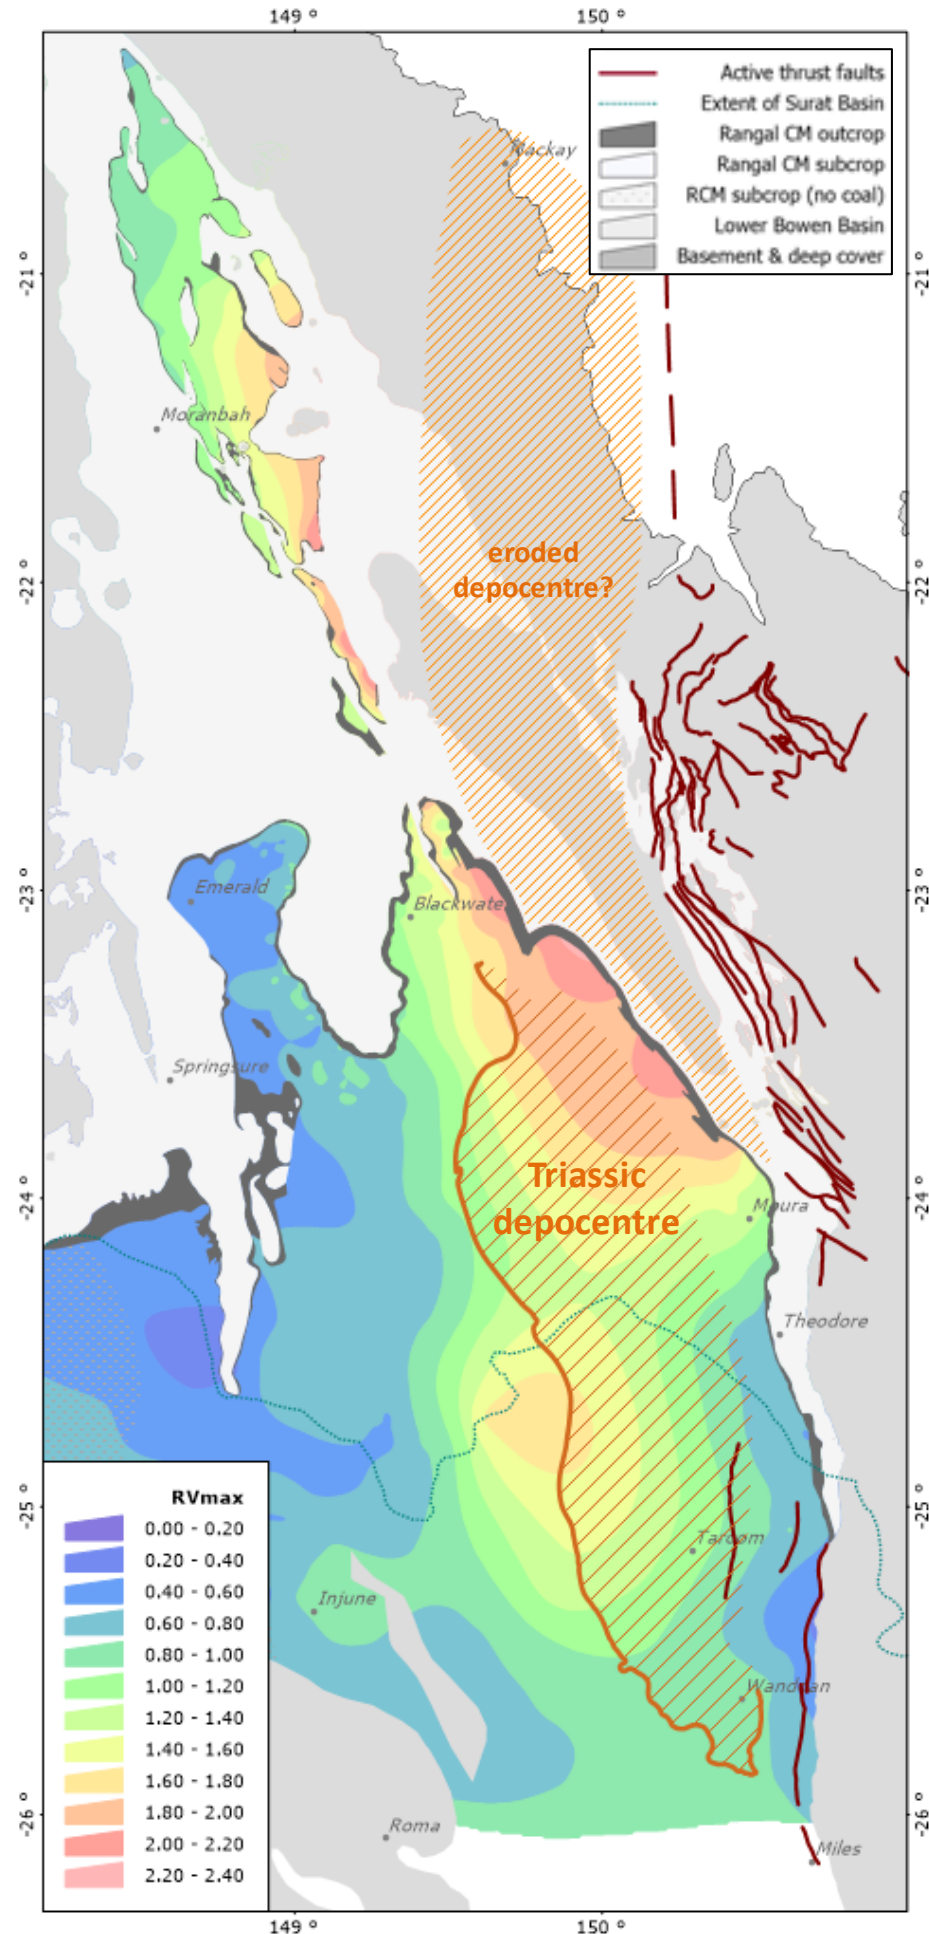 149 °
150 °
Active thrust faults
Extent of Surat Basin
Rangal CM outcrop
Rangal CM subcrop
RCM subcrop (no coal)
Lower Bowen Basin
Basement & deep cover
Mackay
-21 °
-21 °
Moranbah
eroded
depocentre?
-22 °
-22 °
-23 °
-23 °
Emerald
Blackwate
Springsure
Triassic
depocentre
-24 °
-24 °
Moura
Theodore
-25 °
-25 °
RVmax
0.00 - 0.20
0.20 - 0.40
0.40 - 0.60
0.60 - 0.80
0.80 - 1.00
1.00 - 1.20
1.20 - 1.40
1.40 - 1.60
1.60 - 1.80
1.80 - 2.00
2.00 - 2.20
2.20 - 2.40
Taroom
Injune
Wandoan
-26 °
-26 °
Roma
Miles
149 °
150 °